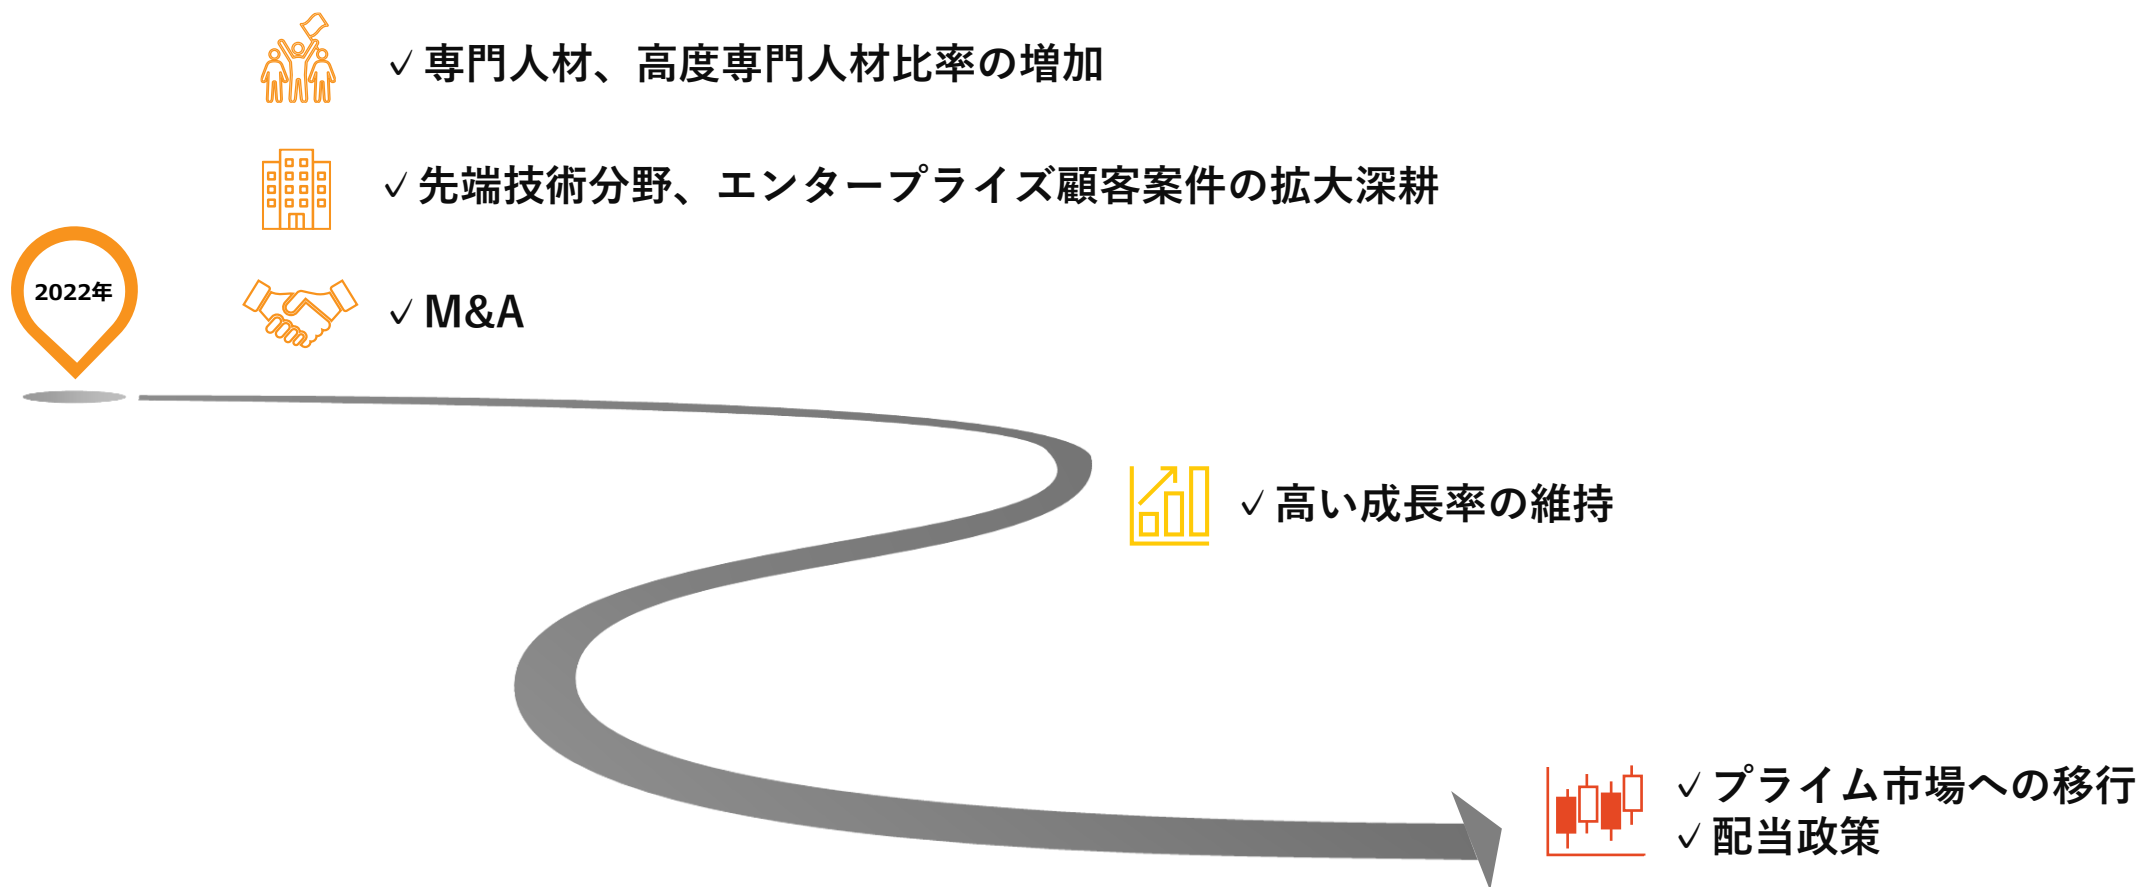 ✓専門人材、高度専門人材比率の増加
✓先端技術分野、エンタープライズ顧客案件の拡大深耕
2022年
✓M&A
✓高い成長率の維持
✓プライム市場への移行
✓配当政策